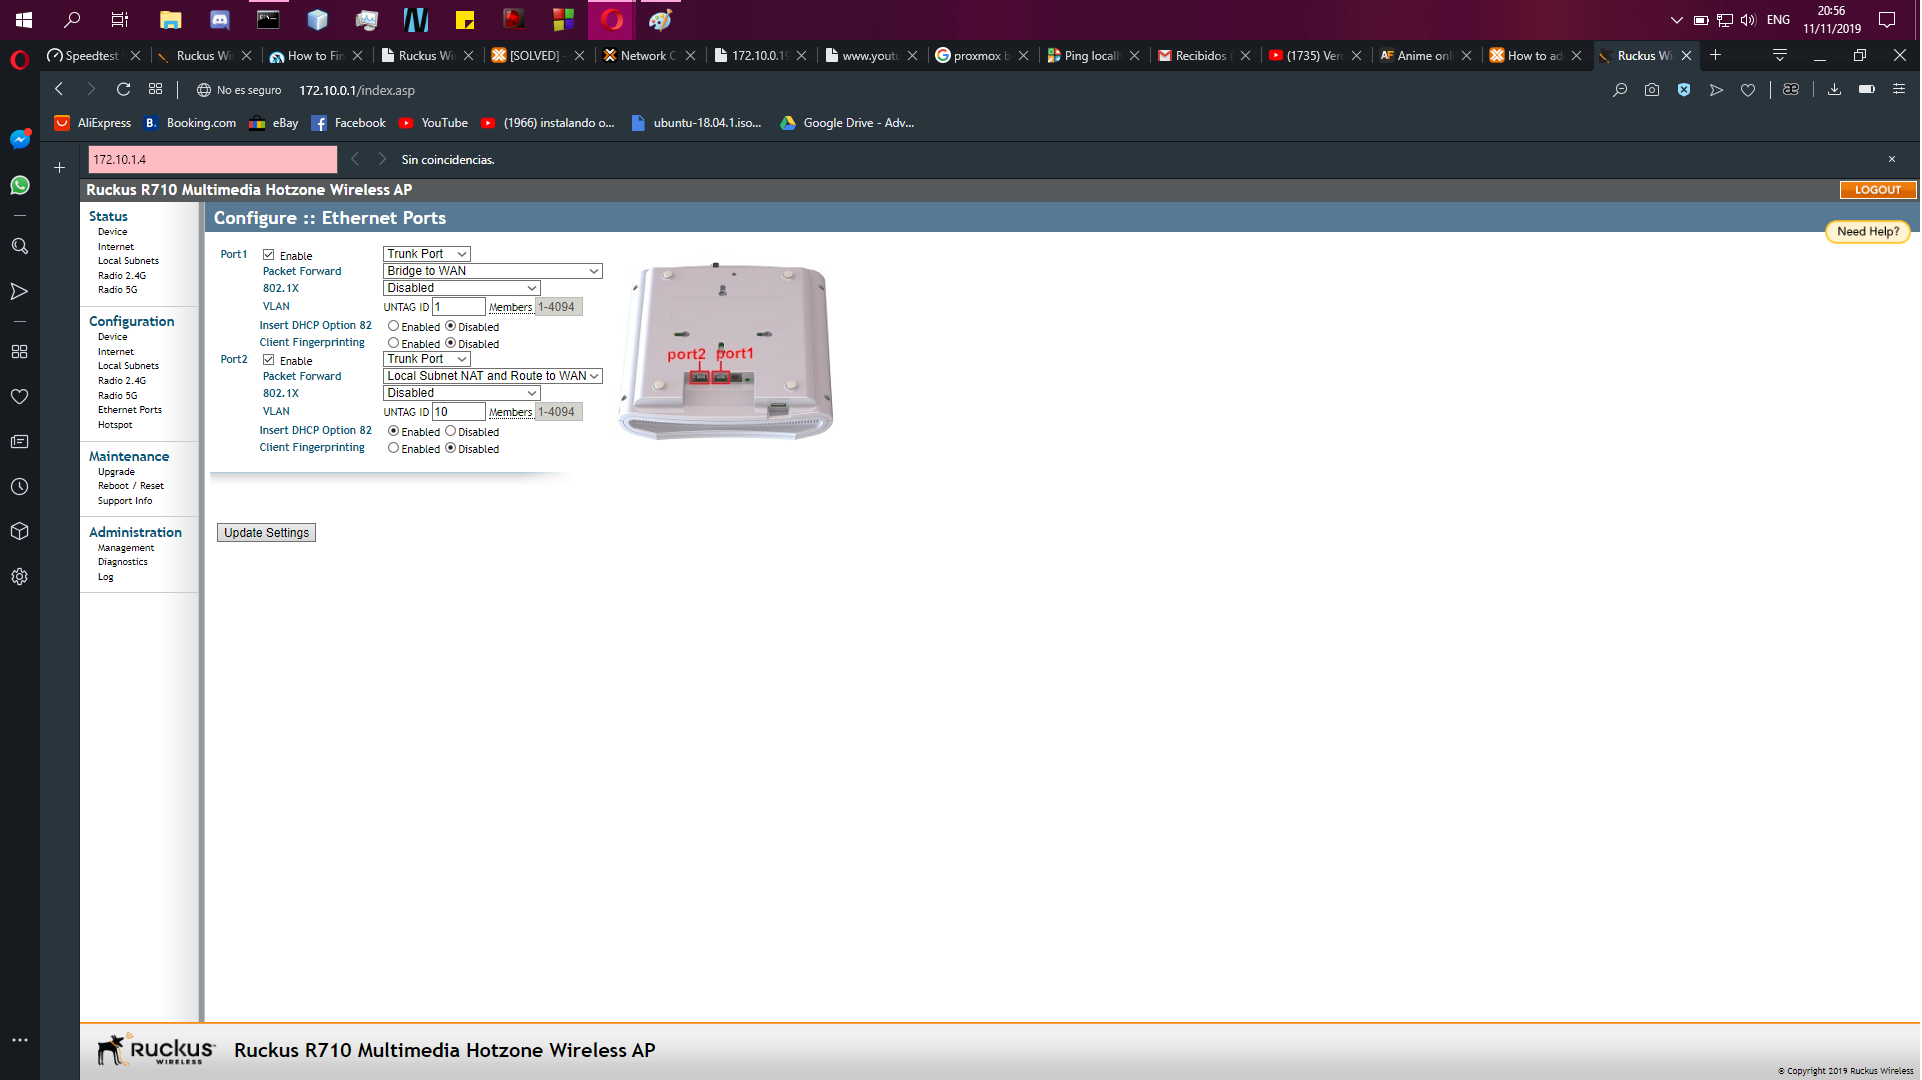 ENG
20:56
11/11/2019
Speedtest
Ruckus Wi
How to Fin
Ruckus Wi
[SOLVED] -
Network C
172.10.0.19
www.youtu
proxmox b
Ping localh
Recibidos (
(1735) Verd
Anime onli
How to ad
Ruckus Wi
No es seguro 172.10.0.1/index.asp
AliExpress
Booking.com
eBay
Facebook
YouTube
(1966) instalando o...
ubuntu-18.04.1.iso...
Google Drive - Adv...
172.10.1.4 Sin coincidencias.
Ruckus R710 Multimedia Hotzone Wireless AP
LOGOUT
Status
Device
Internet
Local Subnets
Radio 2.4G
Radio 5G
Configuration
Device
Internet
Local Subnets
Radio 2.4G
Radio 5G
Ethernet Ports
Hotspot
Maintenance
Upgrade
Reboot / Reset
Support Info
Administration
Management
Diagnostics
Log
Configure :: Ethernet Ports
Need Help?
Port1 Enable Trunk Port
Packet Forward Bridge to WAN
802.1X Disabled
VLAN UNTAG ID 1 Members 1-4094
Insert DHCP Option 82 Enabled Disabled
Client Fingerprinting Enabled Disabled
Port2 Enable Trunk Port
Packet Forward Local Subnet NAT and Route to WAN
802.1X Disabled
VLAN UNTAG ID 10 Members 1-4094
Insert DHCP Option 82 Enabled Disabled
Client Fingerprinting Enabled Disabled
port2 port1
Update Settings
RUCKUS WIRELESS
Ruckus R710 Multimedia Hotzone Wireless AP
© Copyright 2019 Ruckus Wireless